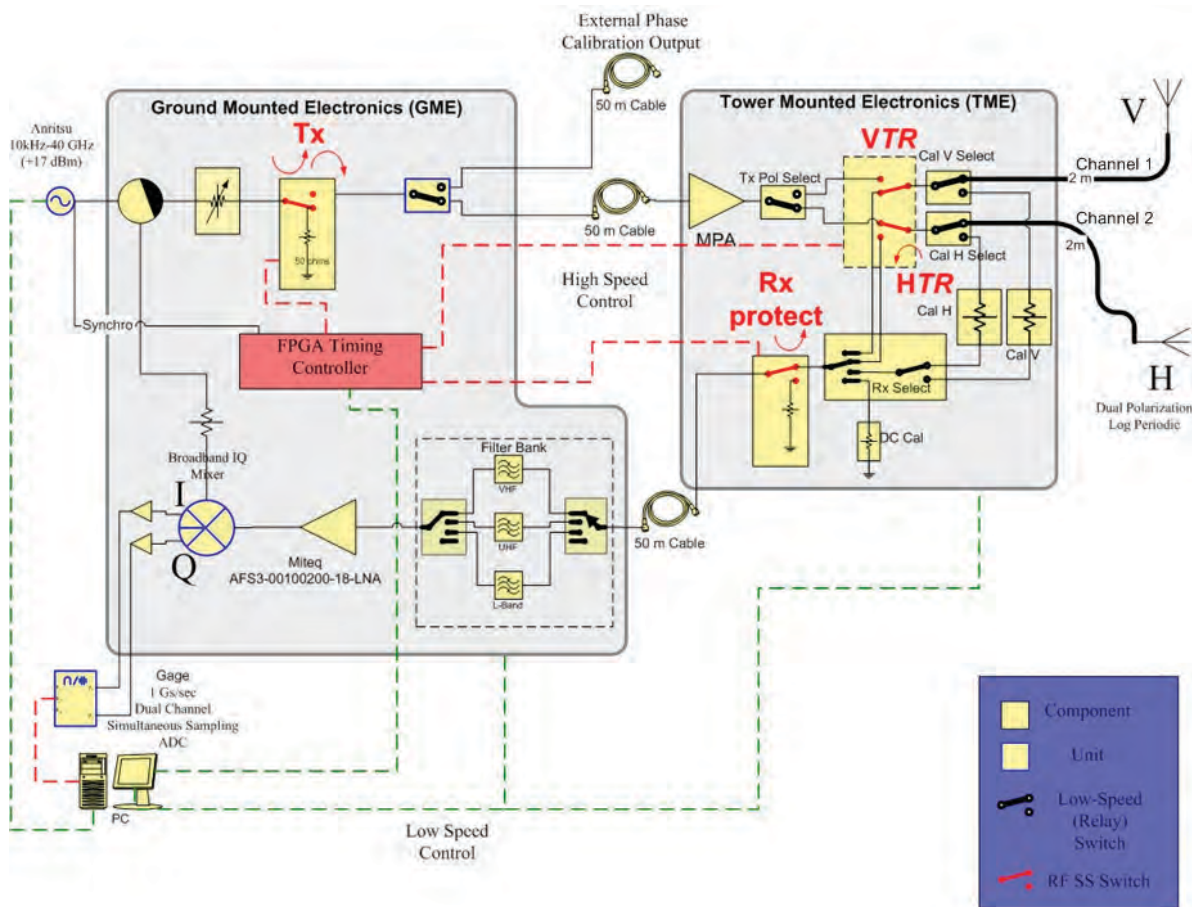 External Phase
Calibration Output
50 m Cable
Ground Mounted Electronics (GME)
Tower Mounted Electronics (TME)
Anritsu
10kHz-40 GHz
(+17 dBm)
Tx
50 ohms
50 m Cable
MPA
Tx Pol Select
VTR
Cal V Select
V
Channel 1
2 m
Channel 2
2m
Cal H Select
HTR
High Speed
Control
Rx
protect
Cal H
Cal V
Rx Select
DC Cal
H
Dual Polarization
Log Periodic
Synchro
FPGA Timing
Controller
Broadband IQ
Mixer
I
Q
Miteq
AFS3-00100200-18-LNA
Filter Bank
VHF
UHF
L-Band
50 m Cable
Gage
1 Gs/sec
Dual Channel
Simultaneous Sampling
ADC
PC
Low Speed
Control
Component
Unit
Low-Speed
(Relay)
Switch
RF SS Switch